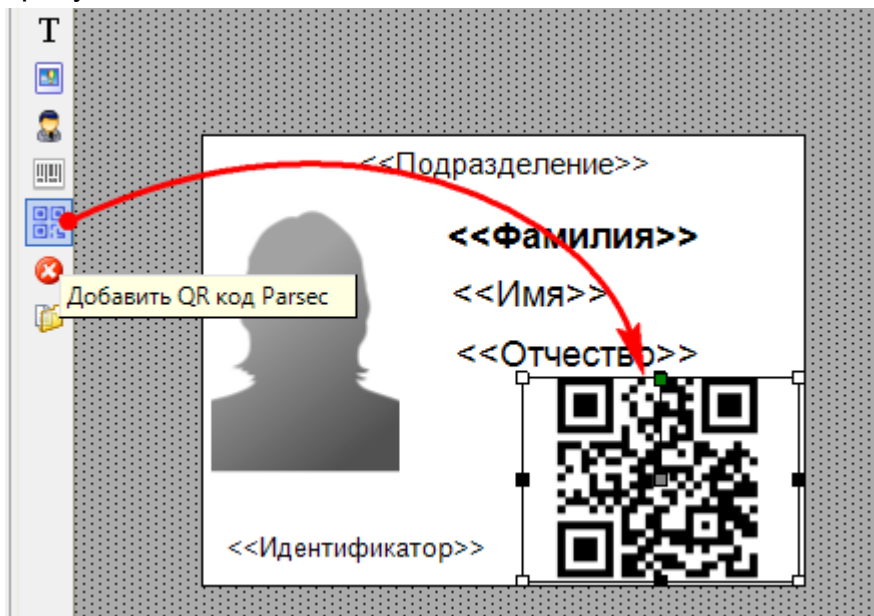 T
<<Подразделение>>
<<Фамилия>>
<<Имя>>
<<Отчество>>
Добавить QR код Parsec
<<Идентификатор>>